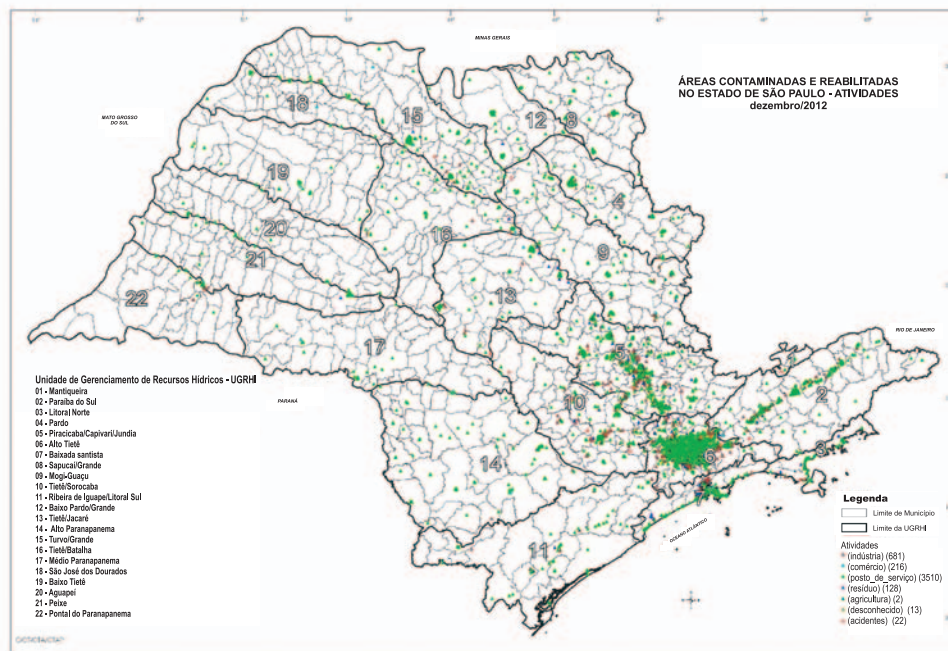 MINAS GERAIS
ÁREAS CONTAMINADAS E REABILITADAS
NO ESTADO DE SÃO PAULO - ATIVIDADES
dezembro/2012
MATO GROSSO
DO SUL
18
15
12
8
19
4
20
16
9
21
13
22
17
5
1
RIO DE JANEIRO
2
10
6
3
14
11
PARANÁ
OCEANO ATLÂNTICO
Unidade de Gerenciamento de Recursos Hídricos - UGRHI
01 - Mantiqueira
02 - Paraíba do Sul
03 - Litoral Norte
04 - Pardo
05 - Piracicaba/Capivari/Jundia
06 - Alto Tietê
07 - Baixada santista
08 - Sapucaí/Grande
09 - Mogi-Guaçu
10 - Tietê/Sorocaba
11 - Ribeira de Iguape/Litoral Sul
12 - Baixo Pardo/Grande
13 - Tietê/Jacaré
14 - Alto Paranapanema
15 - Turvo/Grande
16 - Tietê/Batalha
17 - Médio Paranapanema
18 - São José dos Dourados
19 - Baixo Tietê
20 - Aguapeí
21 - Peixe
22 - Pontal do Paranapanema
Legenda
Limite de Município
Limite da UGRHI
Atividades
(indústria) (681)
(comércio) (216)
(posto_de_serviço) (3510)
(resíduo) (128)
(agricultura) (2)
(desconhecido) (13)
(acidentes) (22)